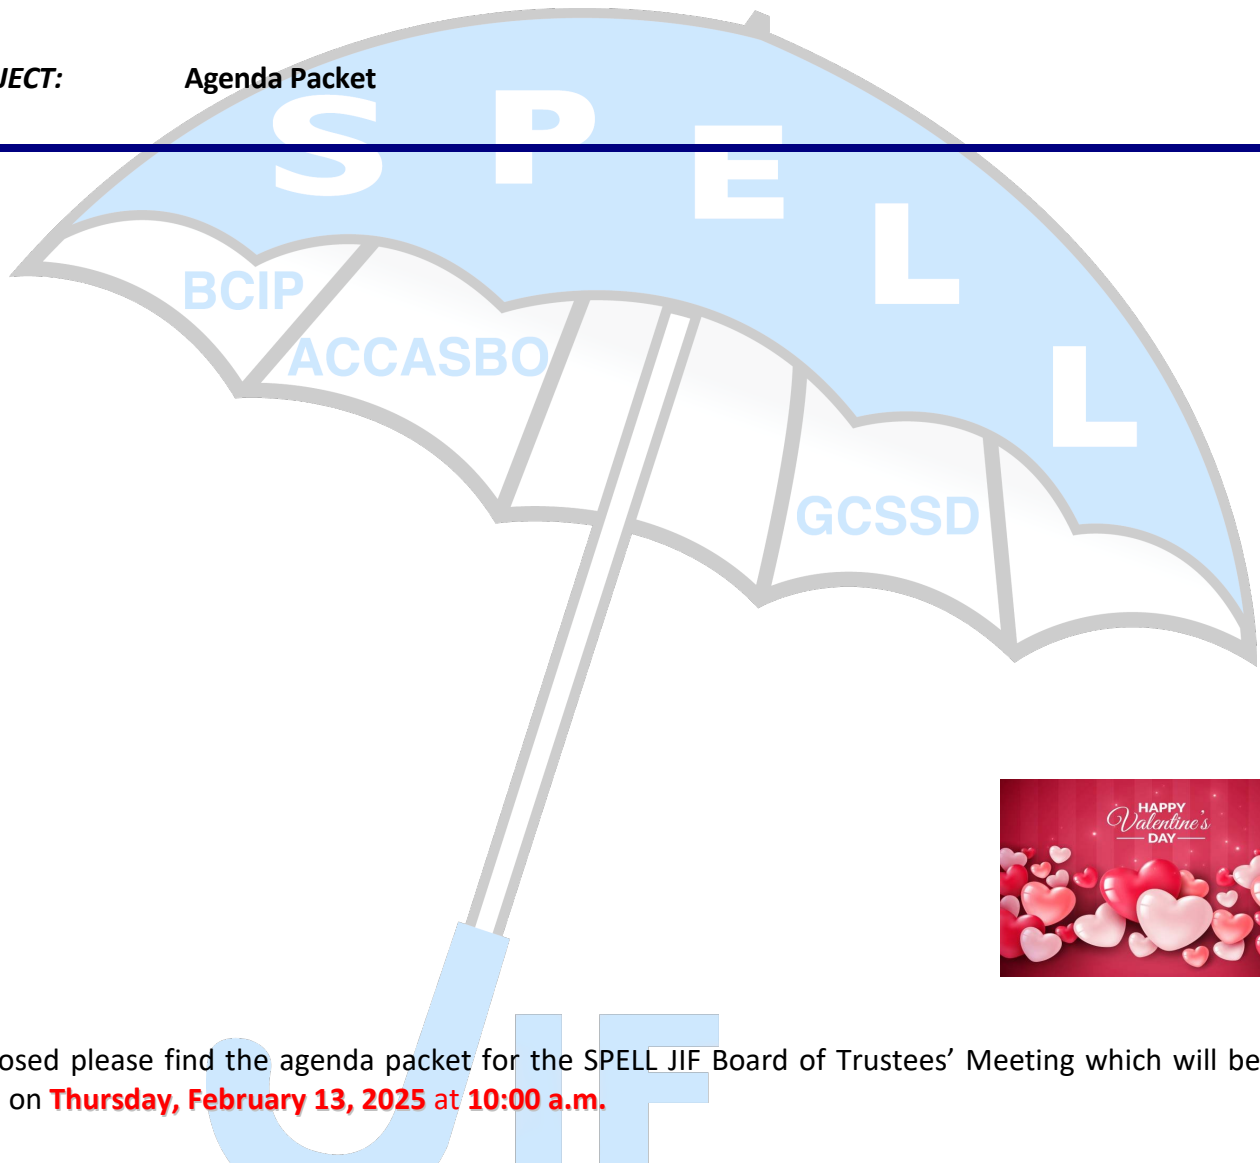 JECT: Agenda Packet
S P E L L
BCIP
ACCASBO
GCSSD
HAPPY
Valentine's
DAY
osed please find the agenda packet for the SPELL JIF Board of Trustees’ Meeting which will be
on Thursday, February 13, 2025 at 10:00 a.m.
JIF